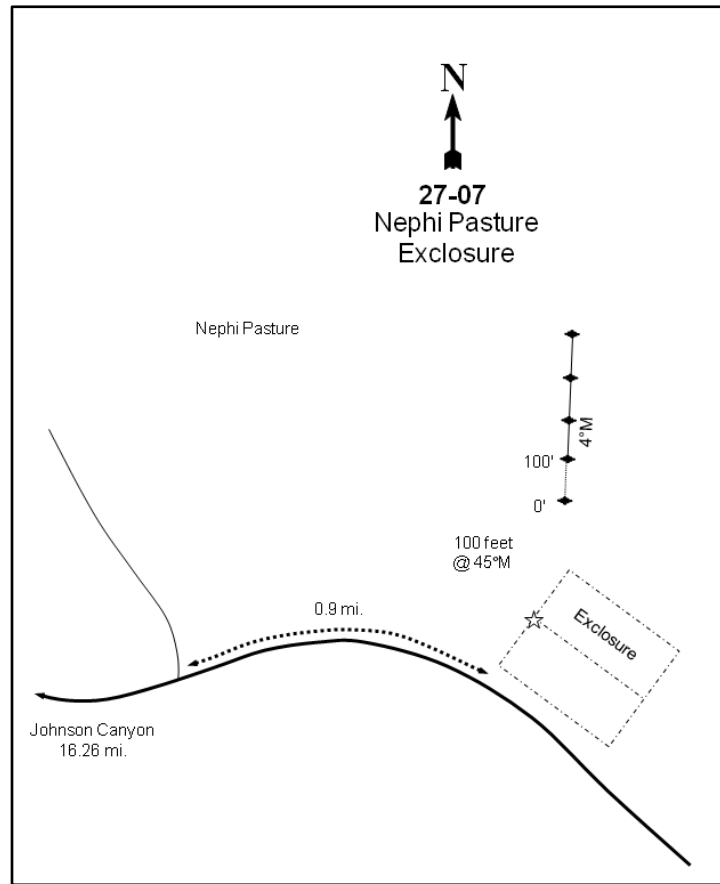 N
27-07
Nephi Pasture
Exclosure
Nephi Pasture
4°M
100'
0'
100 feet
@ 45°M
Exclosure
0.9 mi.
Johnson Canyon
16.26 mi.